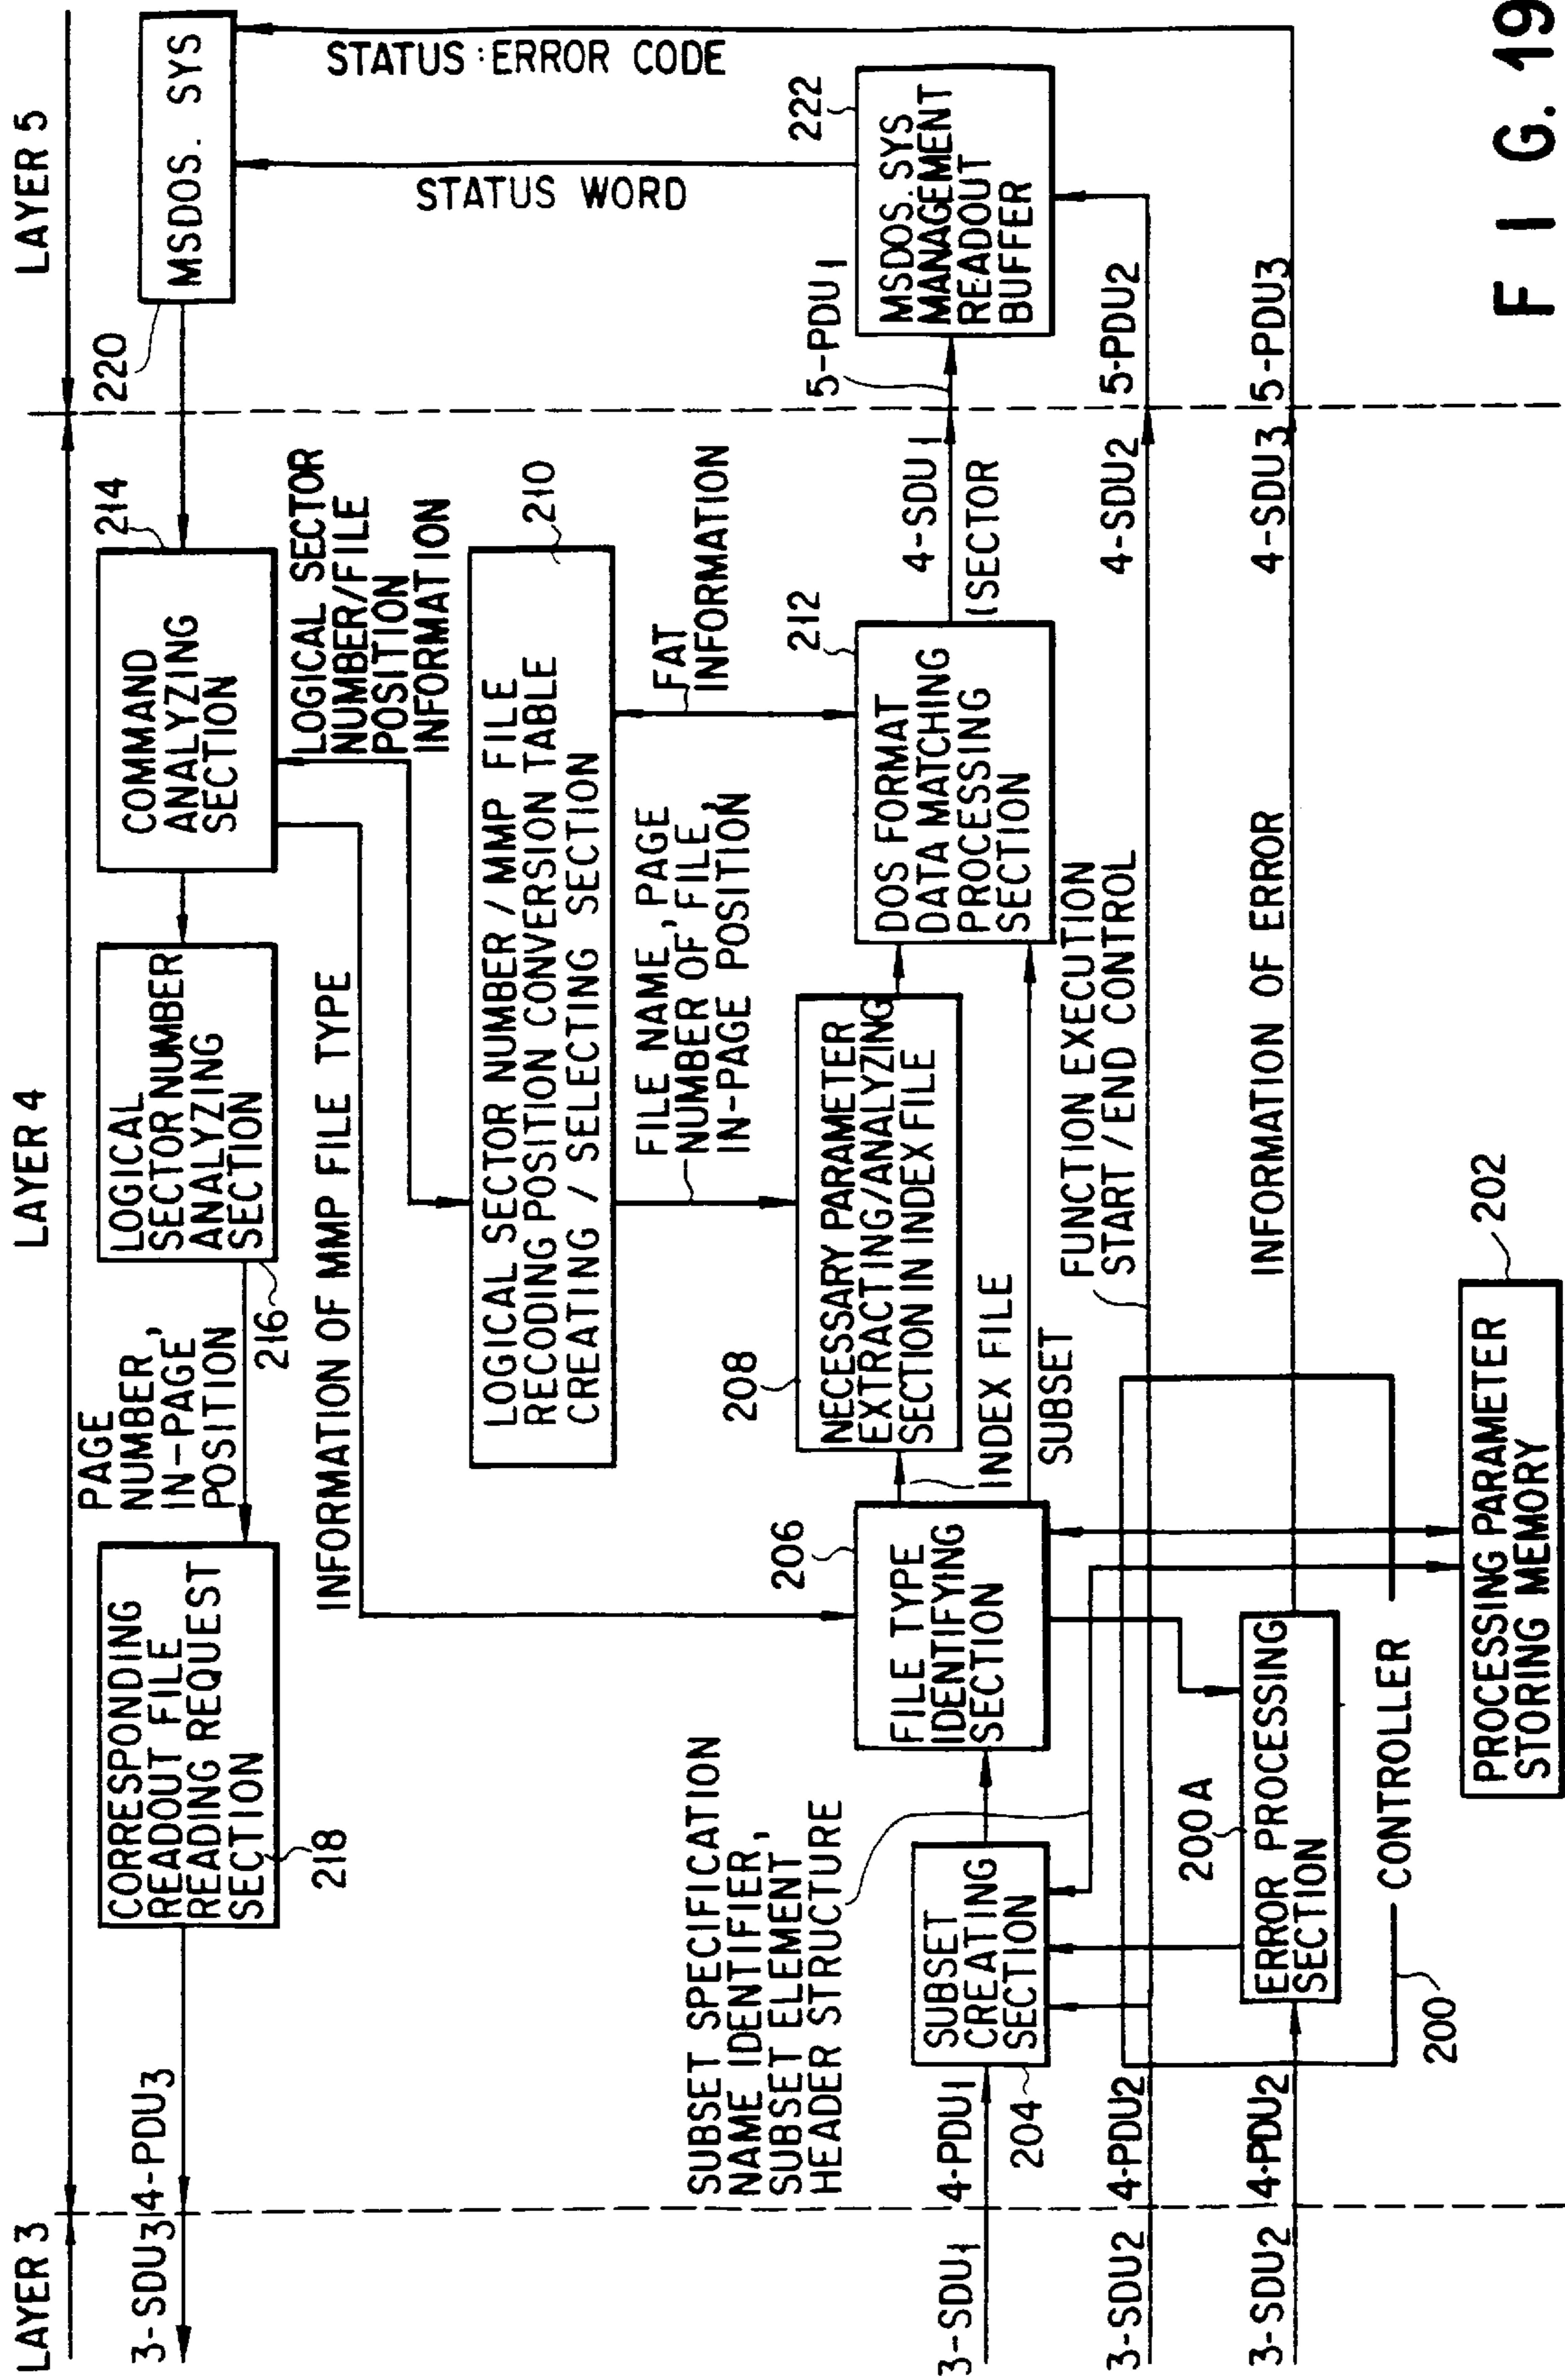 LAYER 3
LAYER 4
LAYER 5
3-SDU3
4-PDU3
CORRESPONDING
READOUT FILE
READING REQUEST
SECTION
218
PAGE
NUMBER,
IN-PAGE,
POSITION
216
LOGICAL
SECTOR NUMBER
ANALYZING
SECTION
COMMAND
ANALYZING
SECTION
214
220
MSDOS. SYS
INFORMATION OF MMP FILE TYPE
LOGICAL SECTOR
NUMBER/FILE
POSITION
INFORMATION
STATUS : ERROR CODE
STATUS WORD
LOGICAL SECTOR NUMBER / MMP FILE
RECODING POSITION CONVERSION TABLE
CREATING / SELECTING SECTION
210
FILE NAME, PAGE
NUMBER OF FILE,
IN-PAGE POSITION
FAT
INFORMATION
SUBSET SPECIFICATION
NAME IDENTIFIER,
SUBSET ELEMENT
HEADER STRUCTURE
206
208
212
222
FILE TYPE
IDENTIFYING
SECTION
NECESSARY PARAMETER
EXTRACTING/ANALYZING
SECTION IN INDEX FILE
DOS FORMAT
DATA MATCHING
PROCESSING
SECTION
MSDOS. SYS
MANAGEMENT
READOUT
BUFFER
3-SDU1
4-PDU1
SUBSET
CREATING
SECTION
204
INDEX FILE
SUBSET
4-SDU1
(SECTOR
5-PDU1
3-SDU2
4-PDU2
FUNCTION EXECUTION
START / END CONTROL
4-SDU2
5-PDU2
3-SDU2
4-PDU2
200A
ERROR PROCESSING
SECTION
INFORMATION OF ERROR
4-SDU3
5-PDU3
200
CONTROLLER
202
PROCESSING PARAMETER
STORING MEMORY
F I G. 19